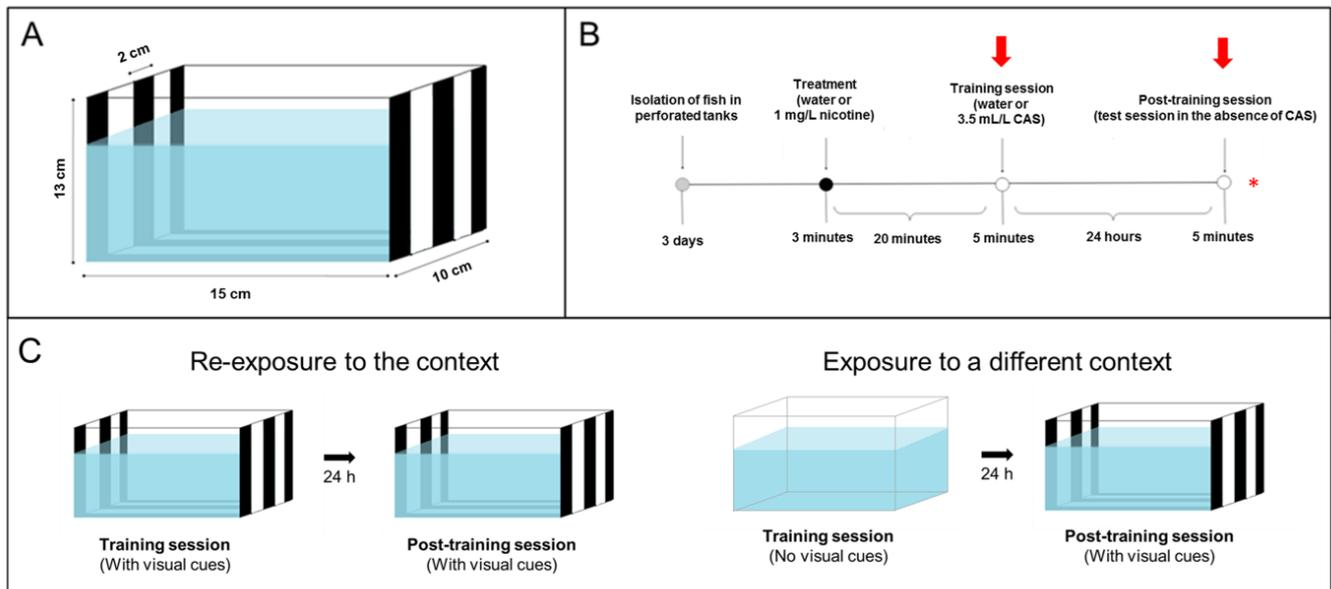 A
2 cm
13 cm
15 cm
10 cm
B
Isolation of fish in
perforated tanks
Treatment
(water or
1 mg/L nicotine)
Training session
(water or
3.5 mL/L CAS)
Post-training session
(test session in the absence of CAS)
*
3 days
3 minutes
20 minutes
5 minutes
24 hours
5 minutes
C
Re-exposure to the context
24 h
Training session
(With visual cues)
Post-training session
(With visual cues)
Exposure to a different context
24 h
Training session
(No visual cues)
Post-training session
(With visual cues)